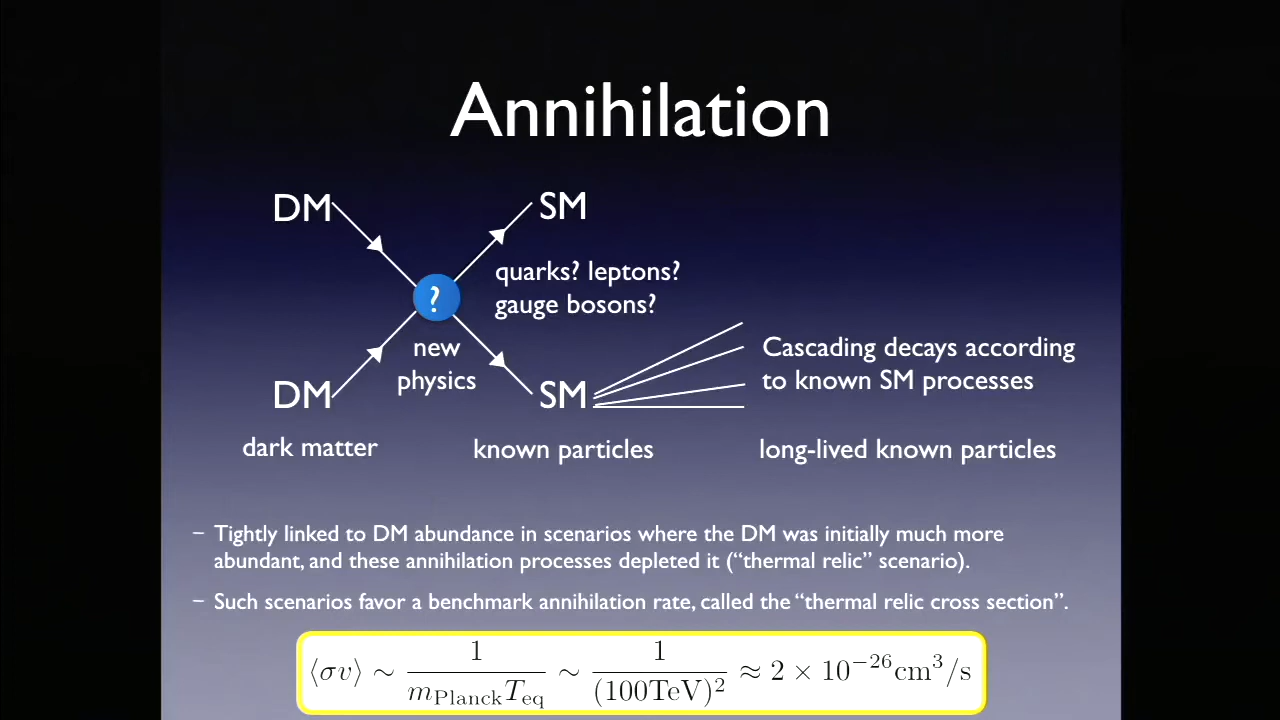 Annihilation
DM
SM
quarks? leptons?
gauge bosons?
?
new
physics
Cascading decays according
to known SM processes
DM
SM
dark matter
known particles
long-lived known particles
– Tightly linked to DM abundance in scenarios where the DM was initially much more
abundant, and these annihilation processes depleted it (“thermal relic” scenario).
– Such scenarios favor a benchmark annihilation rate, called the “thermal relic cross section”.
⟨σv⟩ ~ 1/(m_Planck T_eq) ~ 1/(100TeV)² ≈ 2 × 10⁻²⁶cm³/s